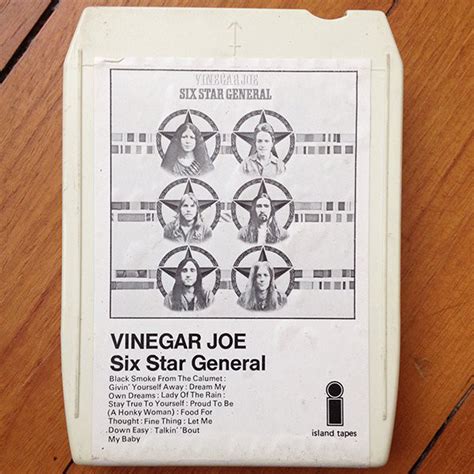 VINEGAR JOE
SIX STAR GENERAL
VINEGAR JOE
Six Star General
Black Smoke From The Calumet :
Givin' Yourself Away : Dream My
Own Dreams : Lady Of The Rain :
Stay True To Yourself : Proud To Be
(A Honky Woman) : Food For
Thought : Fine Thing : Let Me
Down Easy : Talkin' 'Bout
My Baby
i
island tapes